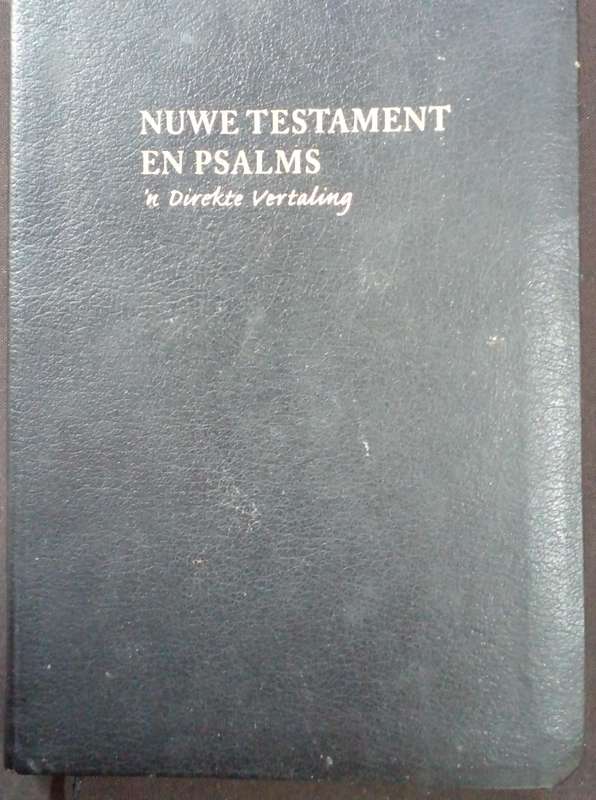 NUWE TESTAMENT
EN PSALMS
'n Direkte Vertaling